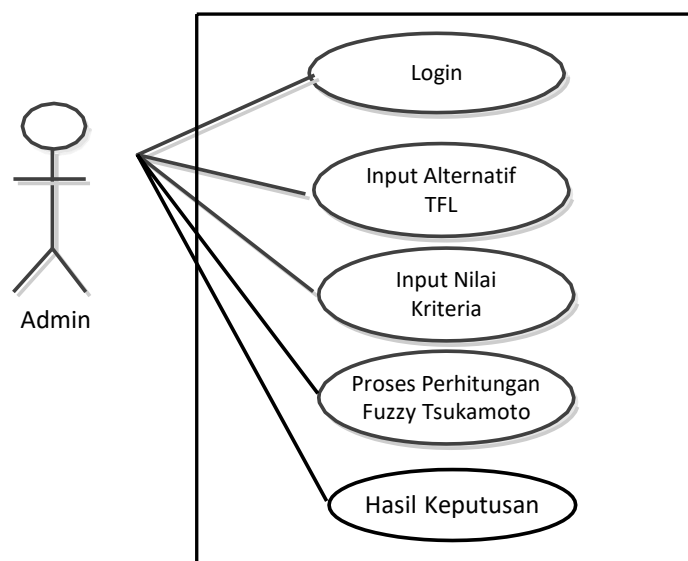 Login
Input Alternatif
TFL
Input Nilai
Kriteria
Admin
Proses Perhitungan
Fuzzy Tsukamoto
Hasil Keputusan